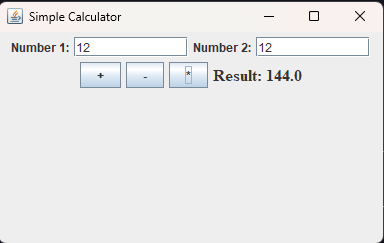 Simple Calculator
Number 1: 12 Number 2: 12
+ - * Result: 144.0